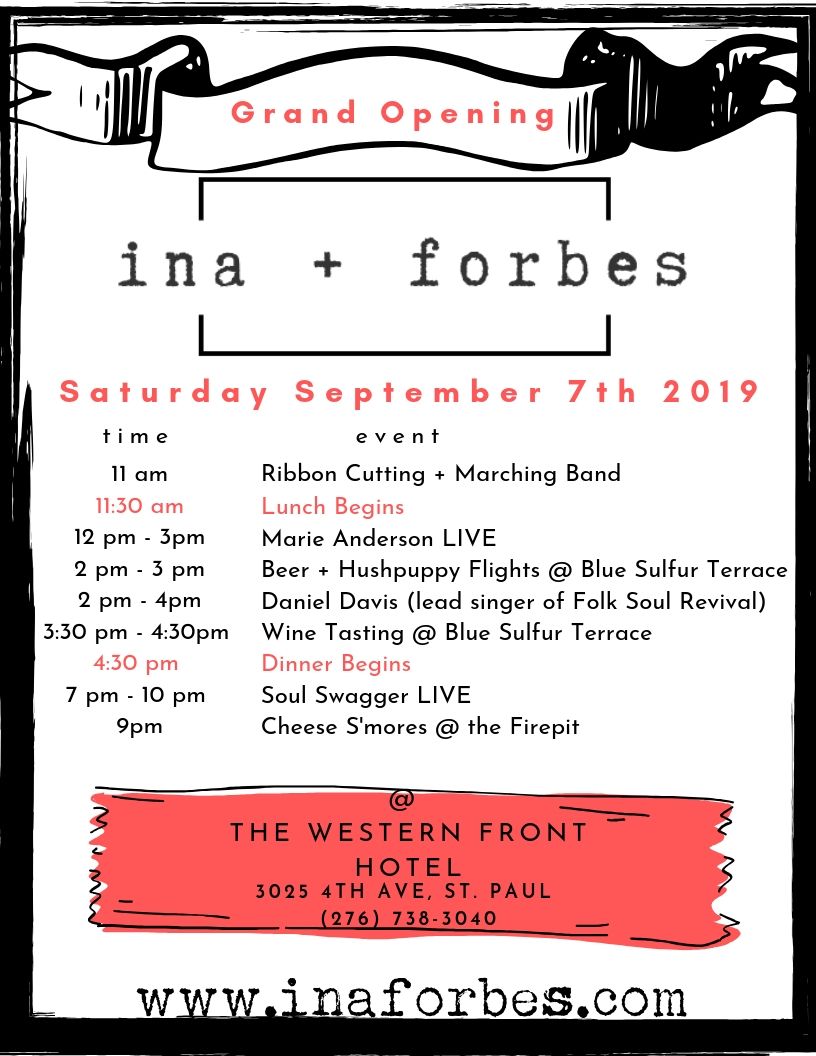 Grand Opening
ina + forbes
Saturday September 7th 2019
time event
11 am Ribbon Cutting + Marching Band
11:30 am Lunch Begins
12 pm - 3pm Marie Anderson LIVE
2 pm - 3 pm Beer + Hushpuppy Flights @ Blue Sulfur Terrace
2 pm - 4pm Daniel Davis (lead singer of Folk Soul Revival)
3:30 pm - 4:30pm Wine Tasting @ Blue Sulfur Terrace
4:30 pm Dinner Begins
7 pm - 10 pm Soul Swagger LIVE
9pm Cheese S'mores @ the Firepit
@
THE WESTERN FRONT
HOTEL
3025 4TH AVE, ST. PAUL
(276) 738-3040
www.inaforbes.com